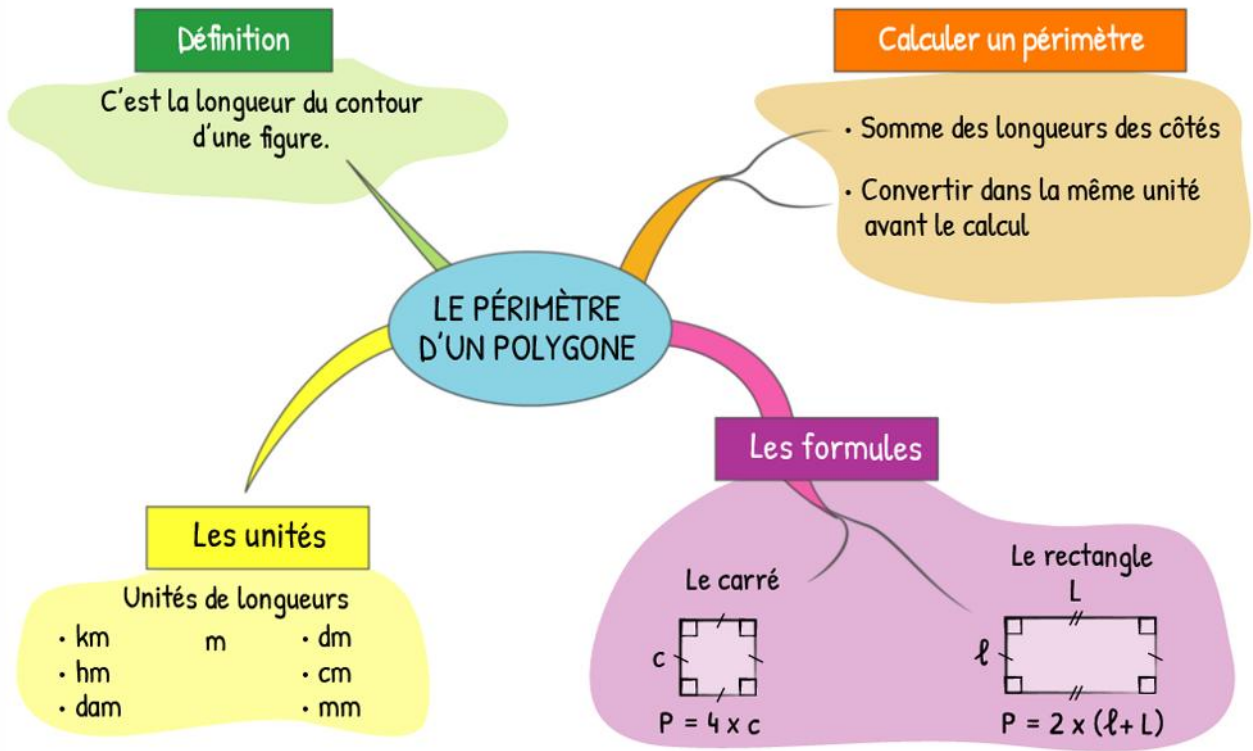 Définition
C'est la longueur du contour
d'une figure.
Calculer un périmètre
• Somme des longueurs des côtés
• Convertir dans la même unité
avant le calcul
LE PÉRIMÈTRE
D'UN POLYGONE
Les unités
Unités de longueurs
• km
• hm
• dam
m
• dm
• cm
• mm
Les formules
Le carré
c
P = 4 x c
Le rectangle
L
ℓ
P = 2 x (ℓ + L)